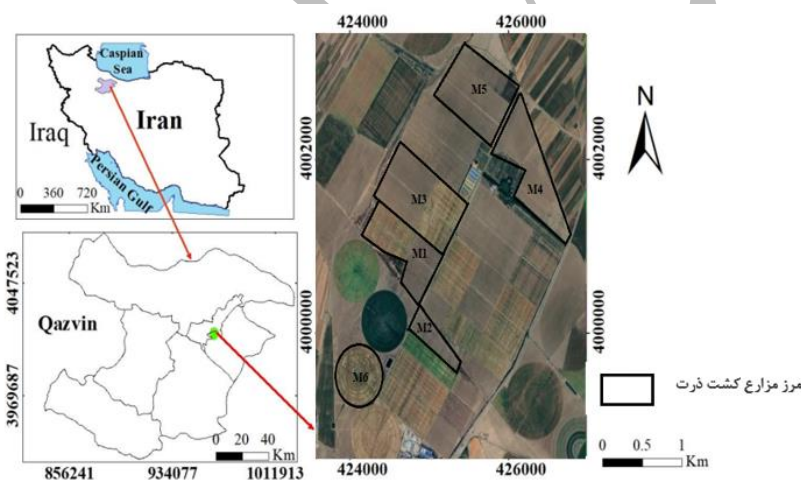 Caspian
Sea
Iraq
Iran
Persian Gulf
0 360 720
Km
4047523
3969687
Qazvin
0 20 40
Km
856241 934077 1011913
424000 426000
4002000
4000000
M5
M4
M3
M1
M2
M6
424000 426000
4002000
4000000
N
مرز مزارع کشت ذرت
0 0.5 1
Km